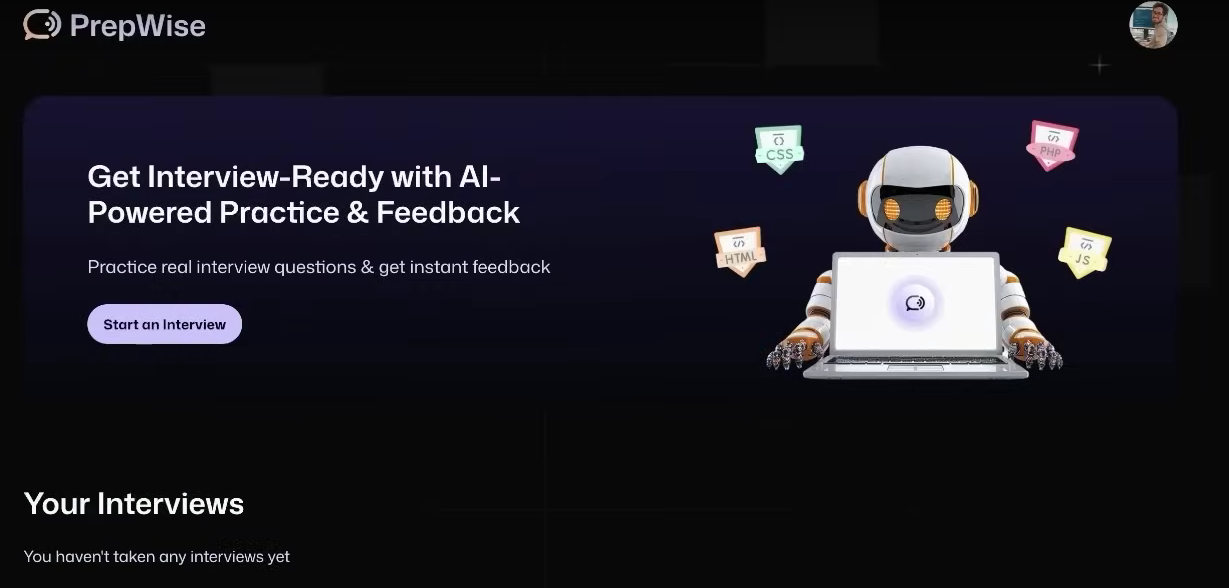 PrepWise
Get Interview-Ready with AI-
Powered Practice & Feedback
Practice real interview questions & get instant feedback
Start an Interview
CSS
PHP
HTML
JS
Your Interviews
You haven't taken any interviews yet